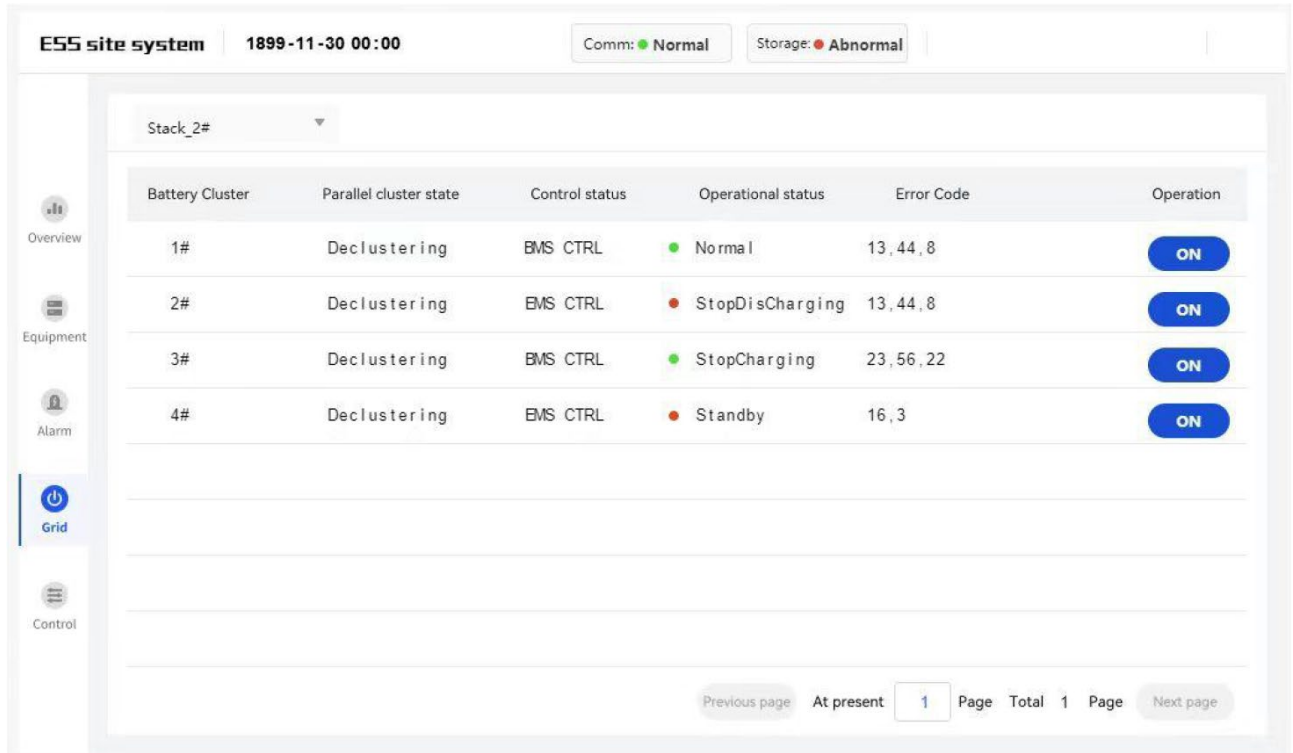 ESS site system 1899-11-30 00:00 Comm: Normal Storage: Abnormal
Stack_2#
Battery Cluster Parallel cluster state Control status Operational status Error Code Operation
Overview
1# Declustering BMS CTRL Normal 13,44,8 ON
2# Declustering EMS CTRL StopDisCharging 13,44,8 ON
Equipment
3# Declustering BMS CTRL StopCharging 23,56,22 ON
4# Declustering EMS CTRL Standby 16,3 ON
Alarm
Grid
Control
Previous page At present 1 Page Total 1 Page Next page